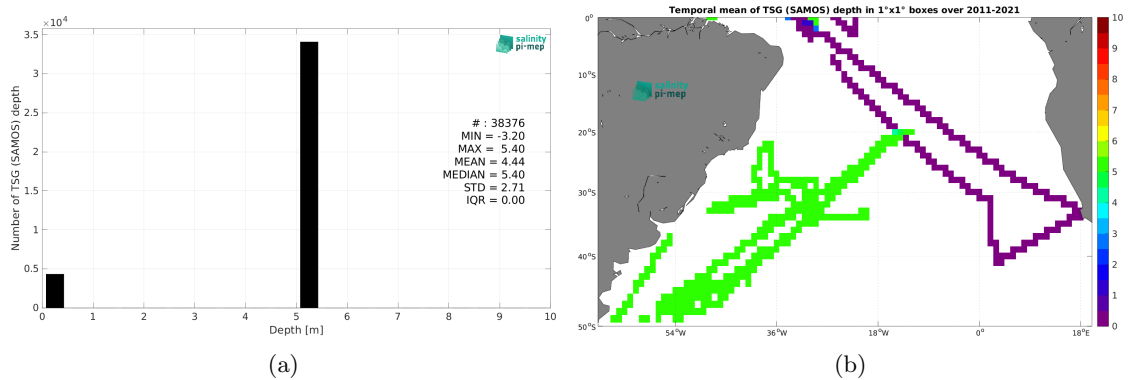 ×10⁴
3.5
3
2.5
2
1.5
1
0.5
0
0 1 2 3 4 5 6 7 8 9 10
Number of TSG (SAMOS) depth
Depth [m]
salinity
pi-mep
# : 38376
MIN = -3.20
MAX = 5.40
MEAN = 4.44
MEDIAN = 5.40
STD = 2.71
IQR = 0.00
(a)
Temporal mean of TSG (SAMOS) depth in 1°x1° boxes over 2011-2021
0°
10°S
20°S
30°S
40°S
50°S
54°W 36°W 18°W 0° 18°E
salinity
pi-mep
10
9
8
7
6
5
4
3
2
1
0
(b)